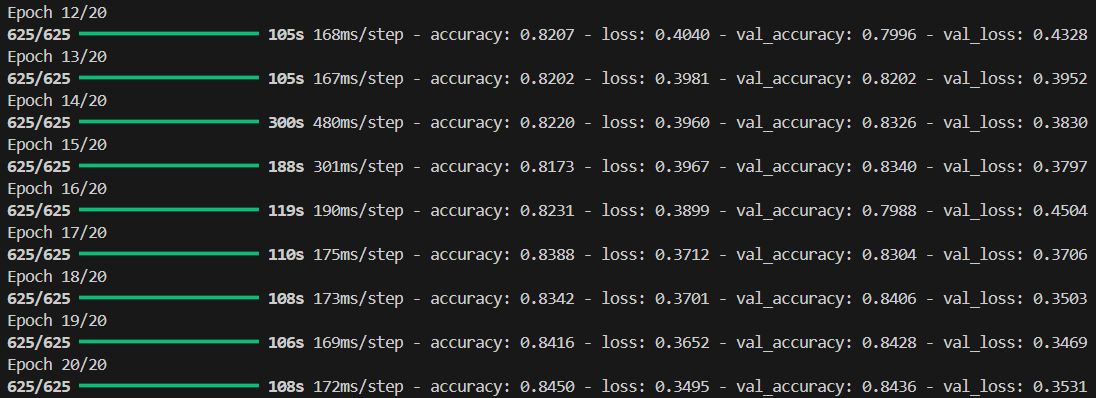 Epoch 12/20
625/625 105s 168ms/step - accuracy: 0.8207 - loss: 0.4040 - val_accuracy: 0.7996 - val_loss: 0.4328
Epoch 13/20
625/625 105s 167ms/step - accuracy: 0.8202 - loss: 0.3981 - val_accuracy: 0.8202 - val_loss: 0.3952
Epoch 14/20
625/625 300s 480ms/step - accuracy: 0.8220 - loss: 0.3960 - val_accuracy: 0.8326 - val_loss: 0.3830
Epoch 15/20
625/625 188s 301ms/step - accuracy: 0.8173 - loss: 0.3967 - val_accuracy: 0.8340 - val_loss: 0.3797
Epoch 16/20
625/625 119s 190ms/step - accuracy: 0.8231 - loss: 0.3899 - val_accuracy: 0.7988 - val_loss: 0.4504
Epoch 17/20
625/625 110s 175ms/step - accuracy: 0.8388 - loss: 0.3712 - val_accuracy: 0.8304 - val_loss: 0.3706
Epoch 18/20
625/625 108s 173ms/step - accuracy: 0.8342 - loss: 0.3701 - val_accuracy: 0.8406 - val_loss: 0.3503
Epoch 19/20
625/625 106s 169ms/step - accuracy: 0.8416 - loss: 0.3652 - val_accuracy: 0.8428 - val_loss: 0.3469
Epoch 20/20
625/625 108s 172ms/step - accuracy: 0.8450 - loss: 0.3495 - val_accuracy: 0.8436 - val_loss: 0.3531